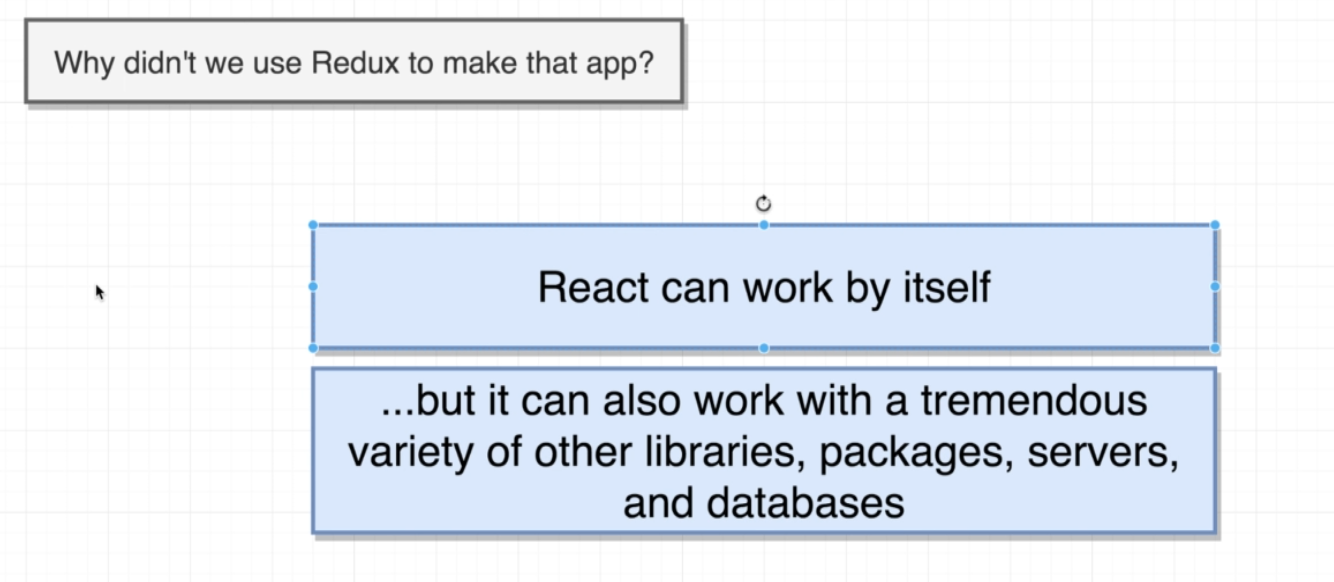 Why didn't we use Redux to make that app?
React can work by itself
...but it can also work with a tremendous
variety of other libraries, packages, servers,
and databases